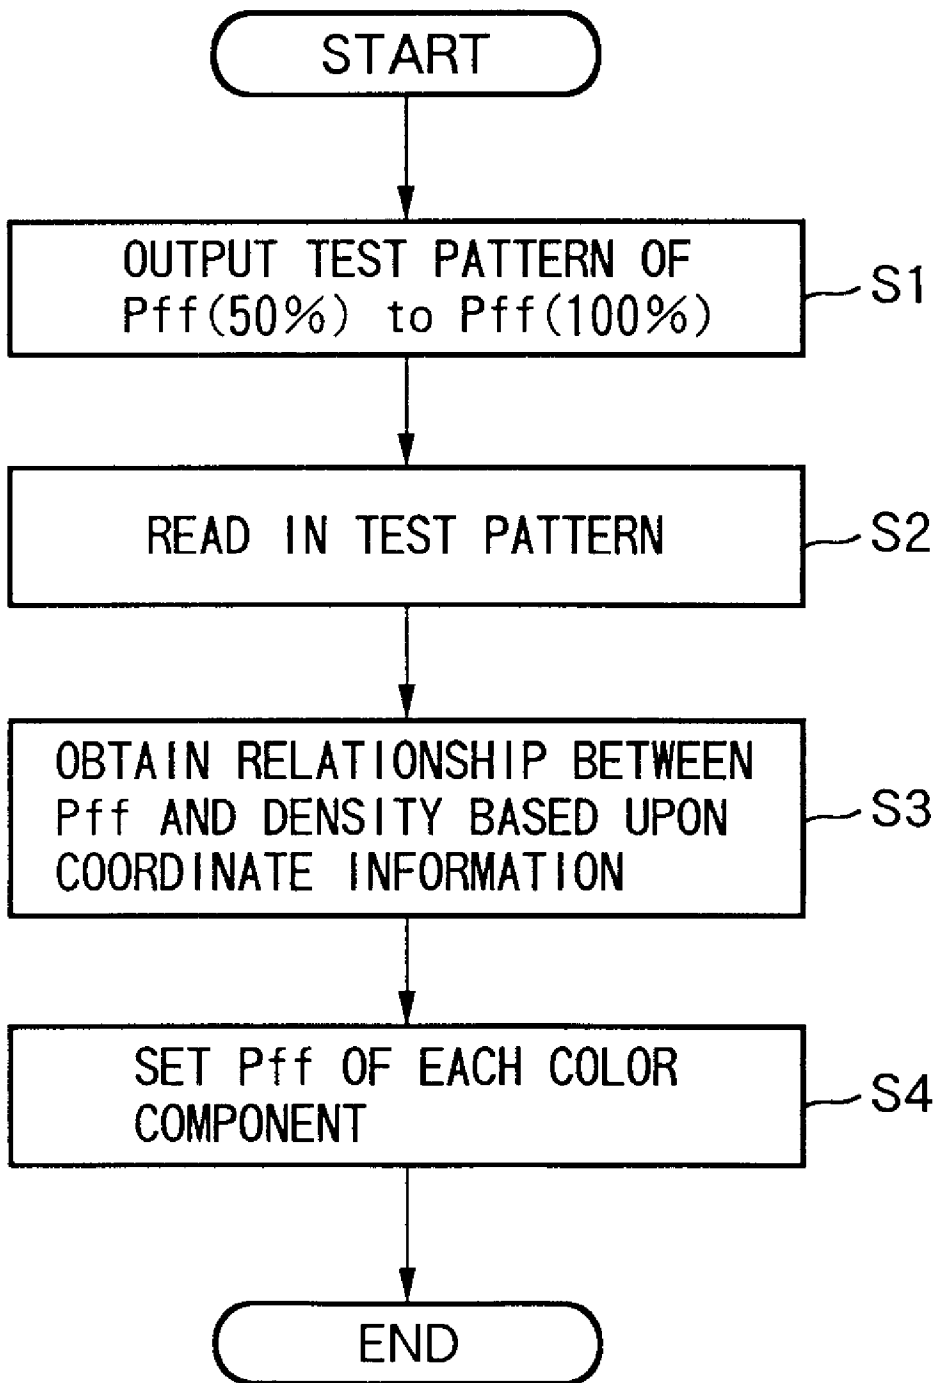 START
OUTPUT TEST PATTERN OF
Pff(50%) to Pff(100%)
S1
READ IN TEST PATTERN
S2
OBTAIN RELATIONSHIP BETWEEN
Pff AND DENSITY BASED UPON
COORDINATE INFORMATION
S3
SET Pff OF EACH COLOR
COMPONENT
S4
END